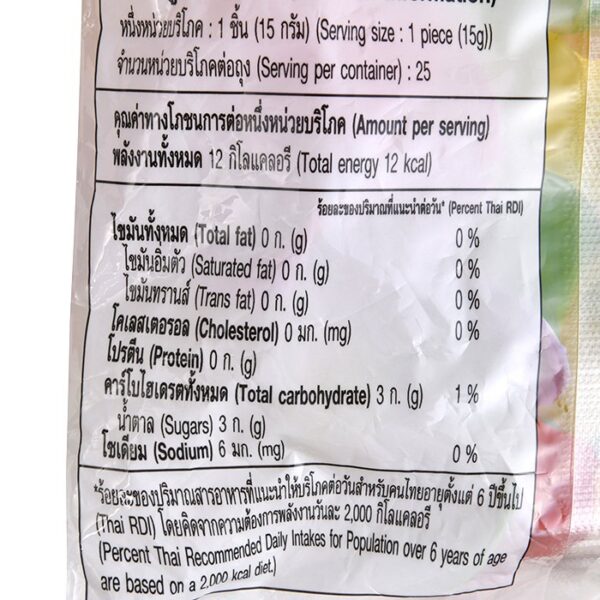 information)
หนึ่งหน่วยบริโภค : 1 ชิ้น (15 กรัม) (Serving size : 1 piece (15g))
จำนวนหน่วยบริโภคต่อถุง (Serving per container) : 25
คุณค่าทางโภชนการต่อหนึ่งหน่วยบริโภค (Amount per serving)
พลังงานทั้งหมด 12 กิโลแคลอรี (Total energy 12 kcal)
ร้อยละของปริมาณที่แนะนำต่อวัน* (Percent Thai RDI)
ไขมันทั้งหมด (Total fat) 0 ก. (g) 0 %
ไขมันอิ่มตัว (Saturated fat) 0 ก. (g) 0 %
ไขมันทรานส์ (Trans fat) 0 ก. (g) 0 %
โคเลสเตอรอล (Cholesterol) 0 มก. (mg) 0 %
โปรตีน (Protein) 0 ก. (g)
คาร์โบไฮเดรตทั้งหมด (Total carbohydrate) 3 ก. (g) 1 %
น้ำตาล (Sugars) 3 ก. (g)
โซเดียม (Sodium) 6 มก. (mg) 0 %
*ร้อยละของปริมาณสารอาหารที่แนะนำให้บริโภคต่อวันสำหรับคนไทยอายุตั้งแต่ 6 ปีขึ้นไป
(Thai RDI) โดยคิดจากความต้องการพลังงานวันละ 2,000 กิโลแคลอรี
(Percent Thai Recommended Daily Intakes for Population over 6 years of age
are based on a 2,000 kcal diet.)